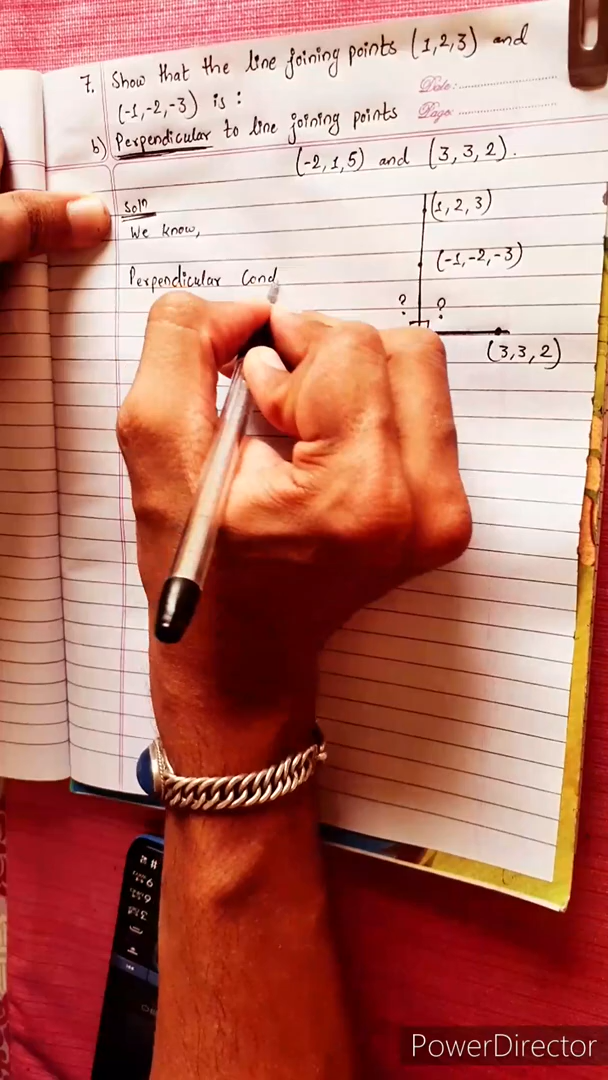 7. Show that the line joining points (1,2,3) and
(-1,-2,-3) is :
Date:
b) Perpendicular to line joining points
Page:
(-2,1,5) and (3,3,2).
Soln
We know,
(1,2,3)
(-1,-2,-3)
Perpendicular Cond
? ?
(3,3,2)
PowerDirector